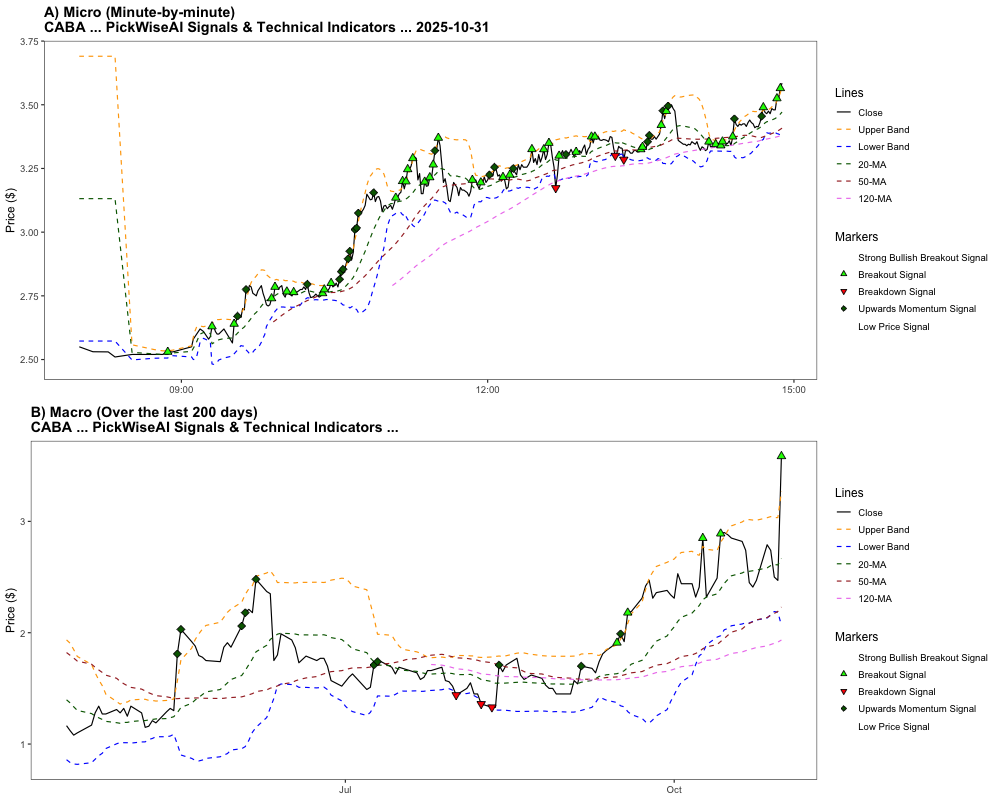 A) Micro (Minute-by-minute)
CABA ... PickWiseAI Signals & Technical Indicators ... 2025-10-31
3.75
3.50
3.25
3.00
2.75
2.50
Price ($)
09:00
12:00
15:00
Lines
Close
Upper Band
Lower Band
20-MA
50-MA
120-MA
Markers
Strong Bullish Breakout Signal
Breakout Signal
Breakdown Signal
Upwards Momentum Signal
Low Price Signal
B) Macro (Over the last 200 days)
CABA ... PickWiseAI Signals & Technical Indicators ...
3
2
1
Price ($)
Jul
Oct
Lines
Close
Upper Band
Lower Band
20-MA
50-MA
120-MA
Markers
Strong Bullish Breakout Signal
Breakout Signal
Breakdown Signal
Upwards Momentum Signal
Low Price Signal